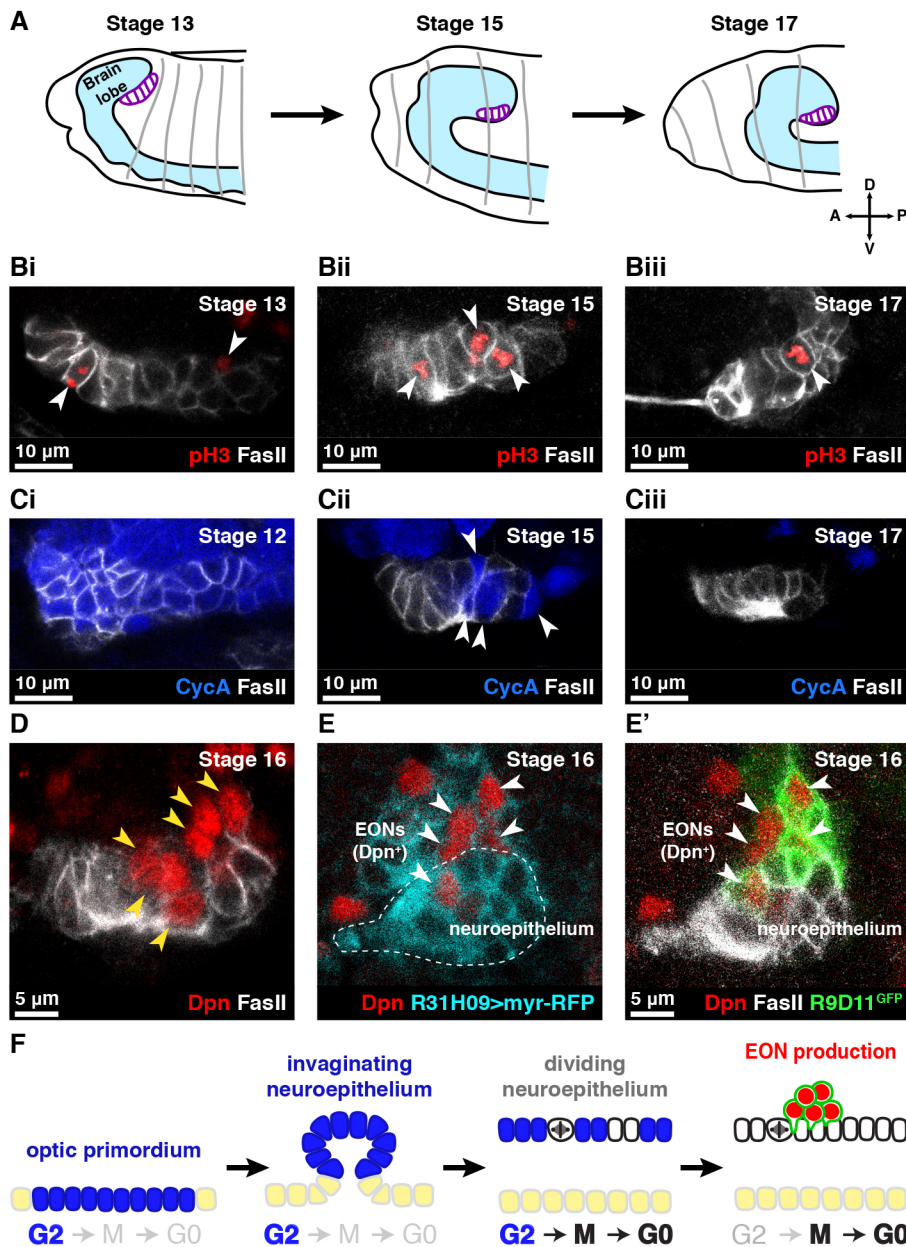 A
Stage 13
Stage 15
Stage 17
Brain
lobe
D
A
P
V
Bi
Bii
Biii
Stage 13
Stage 15
Stage 17
10 µm
pH3 FasII
10 µm
pH3 FasII
10 µm
pH3 FasII
Ci
Cii
Ciii
Stage 12
Stage 15
Stage 17
10 µm
CycA FasII
10 µm
CycA FasII
10 µm
CycA FasII
D
E
E’
Stage 16
Stage 16
Stage 16
EONs
(Dpn⁺)
neuroepithelium
EONs
(Dpn⁺)
neuroepithelium
5 µm
Dpn FasII
Dpn R31H09>myr-RFP
5 µm
Dpn FasII R9D11ᴳᶠᴾ
F
optic primordium
invaginating
neuroepithelium
dividing
neuroepithelium
EON production
G2 → M → G0
G2 → M → G0
G2 → M → G0
G2 → M → G0